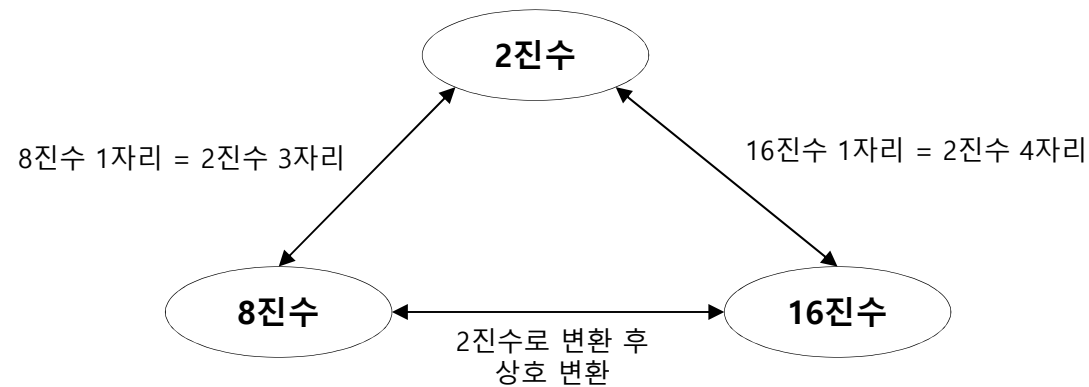 2진수
8진수 1자리 = 2진수 3자리
16진수 1자리 = 2진수 4자리
8진수
16진수
2진수로 변환 후
상호 변환